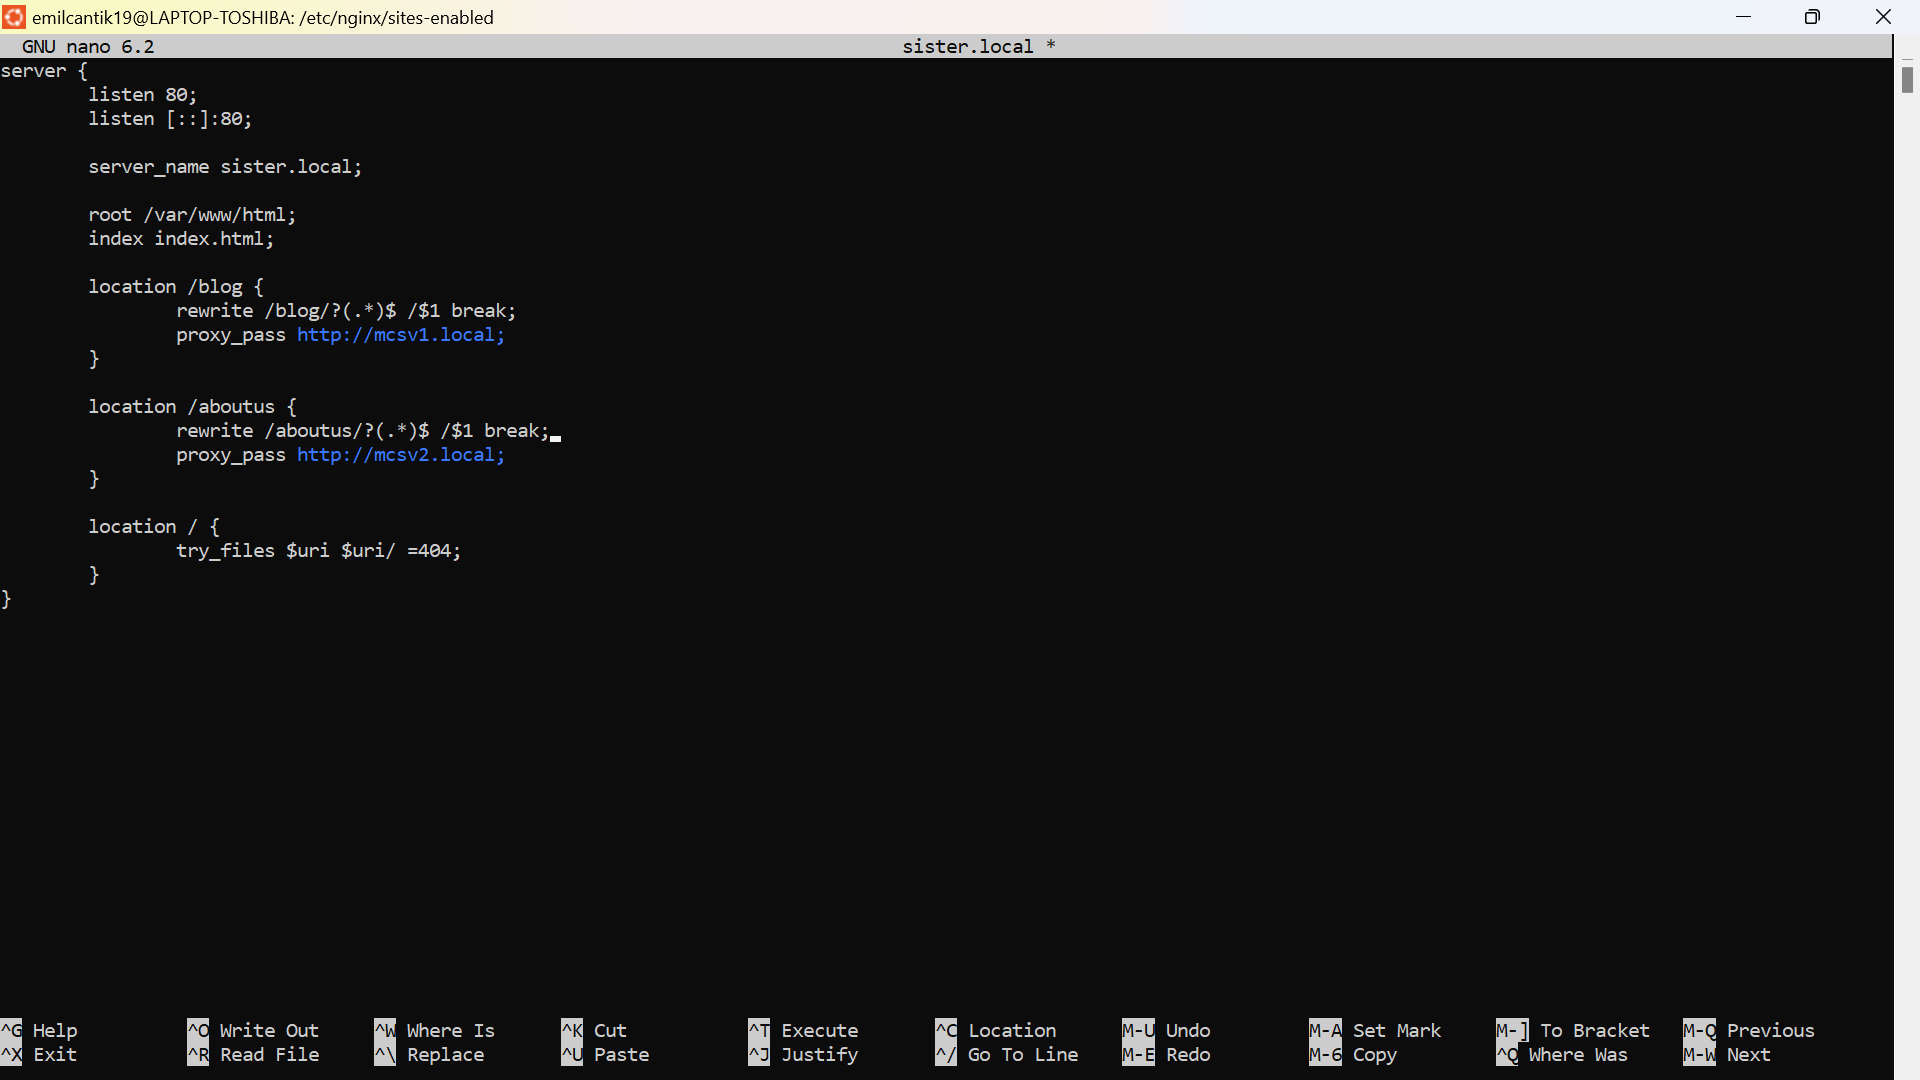 emilcantik19@LAPTOP-TOSHIBA: /etc/nginx/sites-enabled
GNU nano 6.2 sister.local *
server {
listen 80;
listen [::]:80;
server_name sister.local;
root /var/www/html;
index index.html;
location /blog {
rewrite /blog/?(.*)$ /$1 break;
proxy_pass http://mcsv1.local;
}
location /aboutus {
rewrite /aboutus/?(.*)$ /$1 break;
proxy_pass http://mcsv2.local;
}
location / {
try_files $uri $uri/ =404;
}
}
^G Help ^O Write Out ^W Where Is ^K Cut ^T Execute ^C Location M-U Undo M-A Set Mark M-] To Bracket M-Q Previous
^X Exit ^R Read File ^\ Replace ^U Paste ^J Justify ^/ Go To Line M-E Redo M-6 Copy ^Q Where Was M-W Next